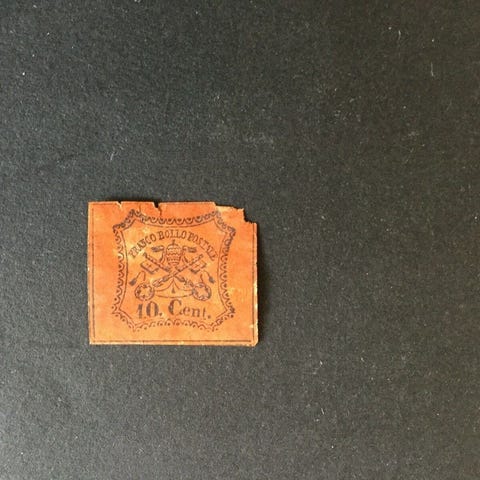 FRANCO BOLLO POSTALE
10. Cent.